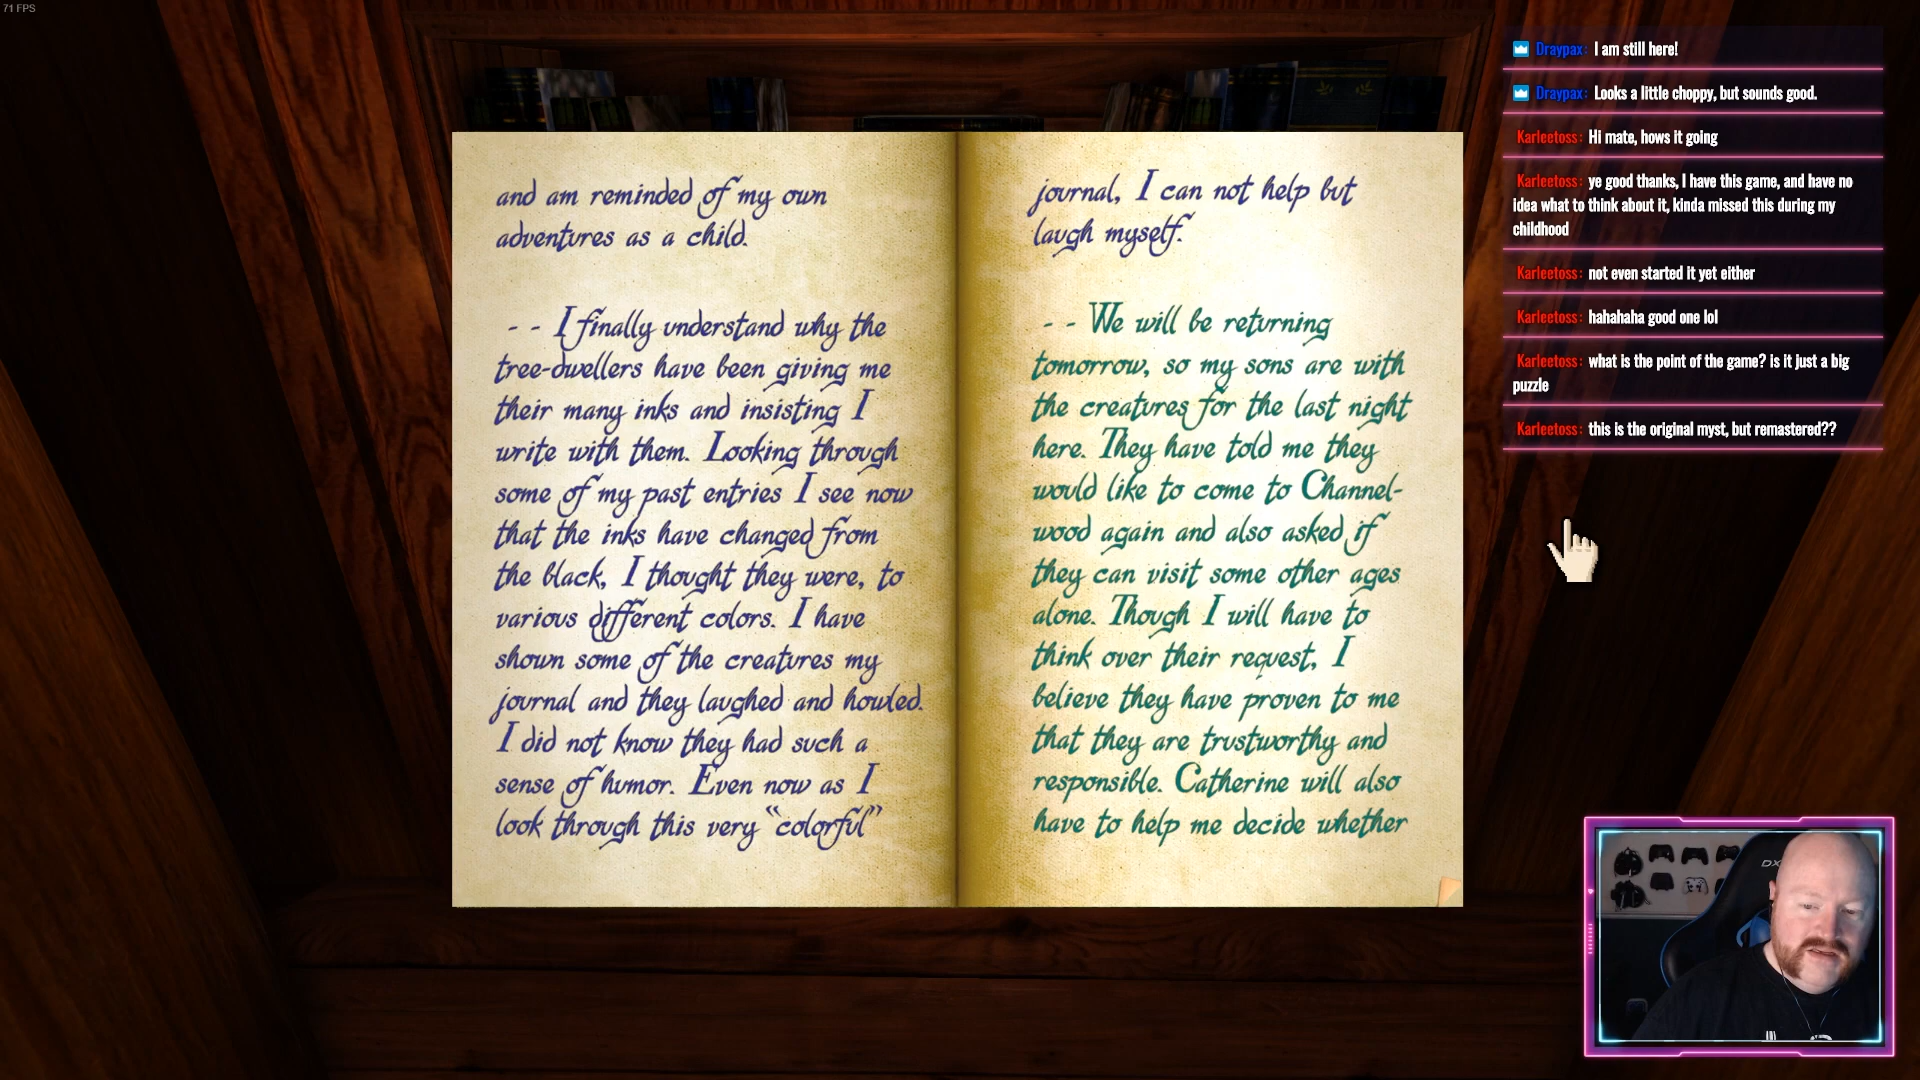 71 FPS
and am reminded of my own
adventures as a child.
- - I finally understand why the
tree-dwellers have been giving me
their many inks and insisting I
write with them. Looking through
some of my past entries I see now
that the inks have changed from
the black, I thought they were, to
various different colors. I have
shown some of the creatures my
journal and they laughed and howled.
I did not know they had such a
sense of humor. Even now as I
look through this very "colorful"
journal, I can not help but
laugh myself.
- - We will be returning
tomorrow, so my sons are with
the creatures for the last night
here. They have told me they
would like to come to Channel-
wood again and also asked if
they can visit some other ages
alone. Though I will have to
think over their request, I
believe they have proven to me
that they are trustworthy and
responsible. Catherine will also
have to help me decide whether
Draypax: I am still here!
Draypax: Looks a little choppy, but sounds good.
Karleetoss: Hi mate, hows it going
Karleetoss: ye good thanks, I have this game, and have no
idea what to think about it, kinda missed this during my
childhood
Karleetoss: not even started it yet either
Karleetoss: hahahaha good one lol
Karleetoss: what is the point of the game? is it just a big
puzzle
Karleetoss: this is the original myst, but remastered??
DX